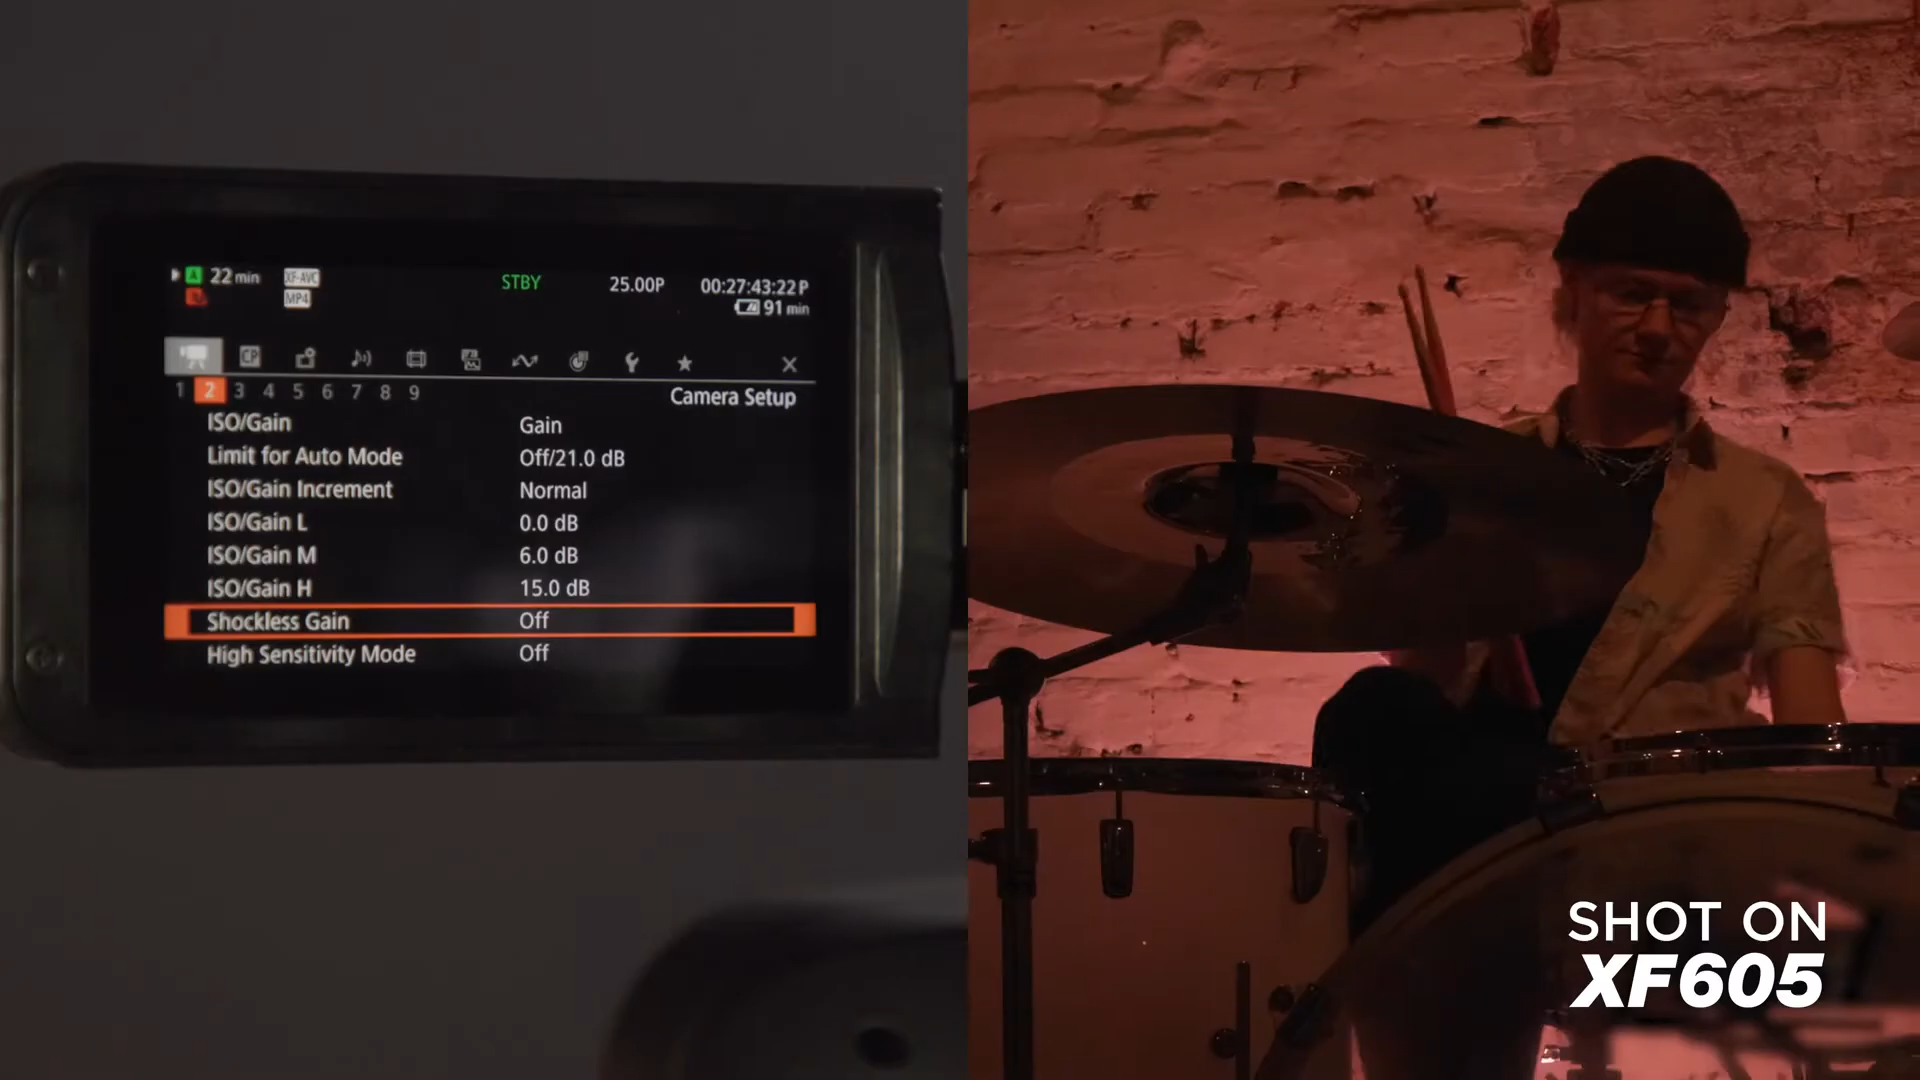 A 22 min XF-AVC STBY 25.00P 00:27:43:22 P
MP4 91 min
CP
1 2 3 4 5 6 7 8 9 Camera Setup
ISO/Gain Gain
Limit for Auto Mode Off/21.0 dB
ISO/Gain Increment Normal
ISO/Gain L 0.0 dB
ISO/Gain M 6.0 dB
ISO/Gain H 15.0 dB
Shockless Gain Off
High Sensitivity Mode Off
SHOT ON
XF605